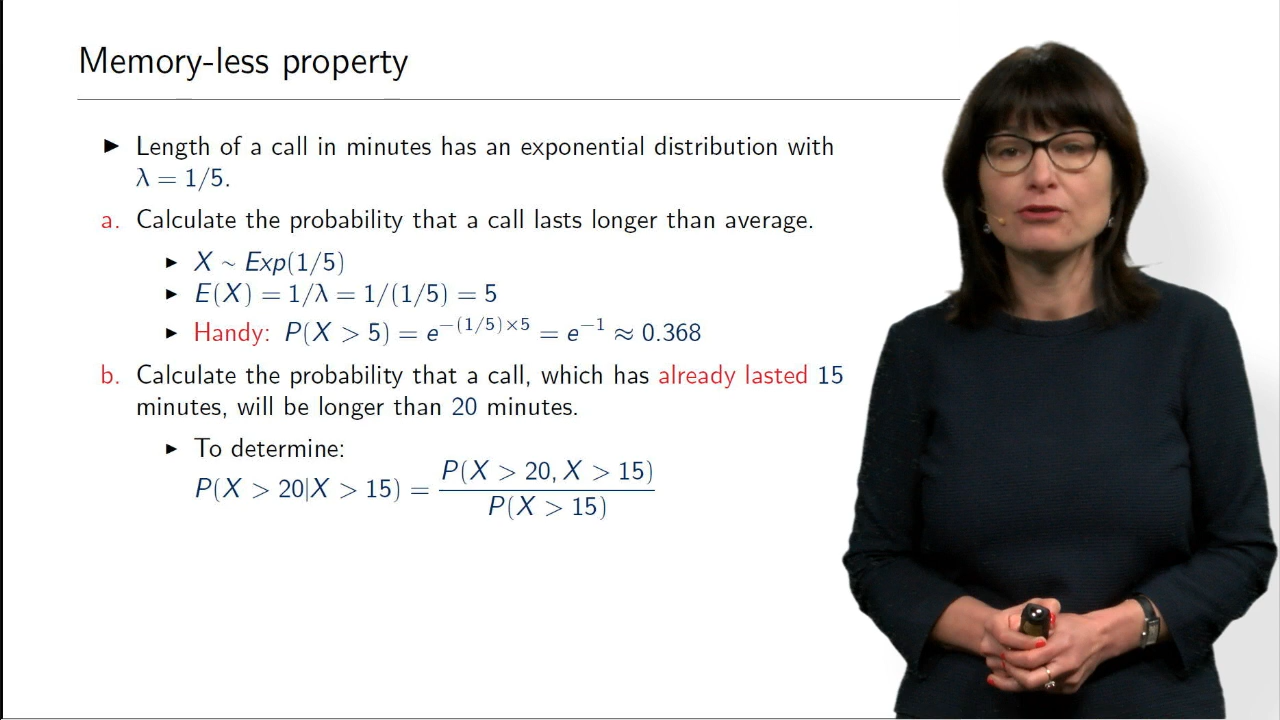 Memory-less property
▶ Length of a call in minutes has an exponential distribution with
λ = 1/5.
a. Calculate the probability that a call lasts longer than average.
▶ X ~ Exp(1/5)
▶ E(X) = 1/λ = 1/(1/5) = 5
▶ Handy: P(X > 5) = e^{−(1/5)×5} = e^{−1} ≈ 0.368
b. Calculate the probability that a call, which has already lasted 15
minutes, will be longer than 20 minutes.
▶ To determine:
P(X > 20|X > 15) = P(X > 20, X > 15) / P(X > 15)